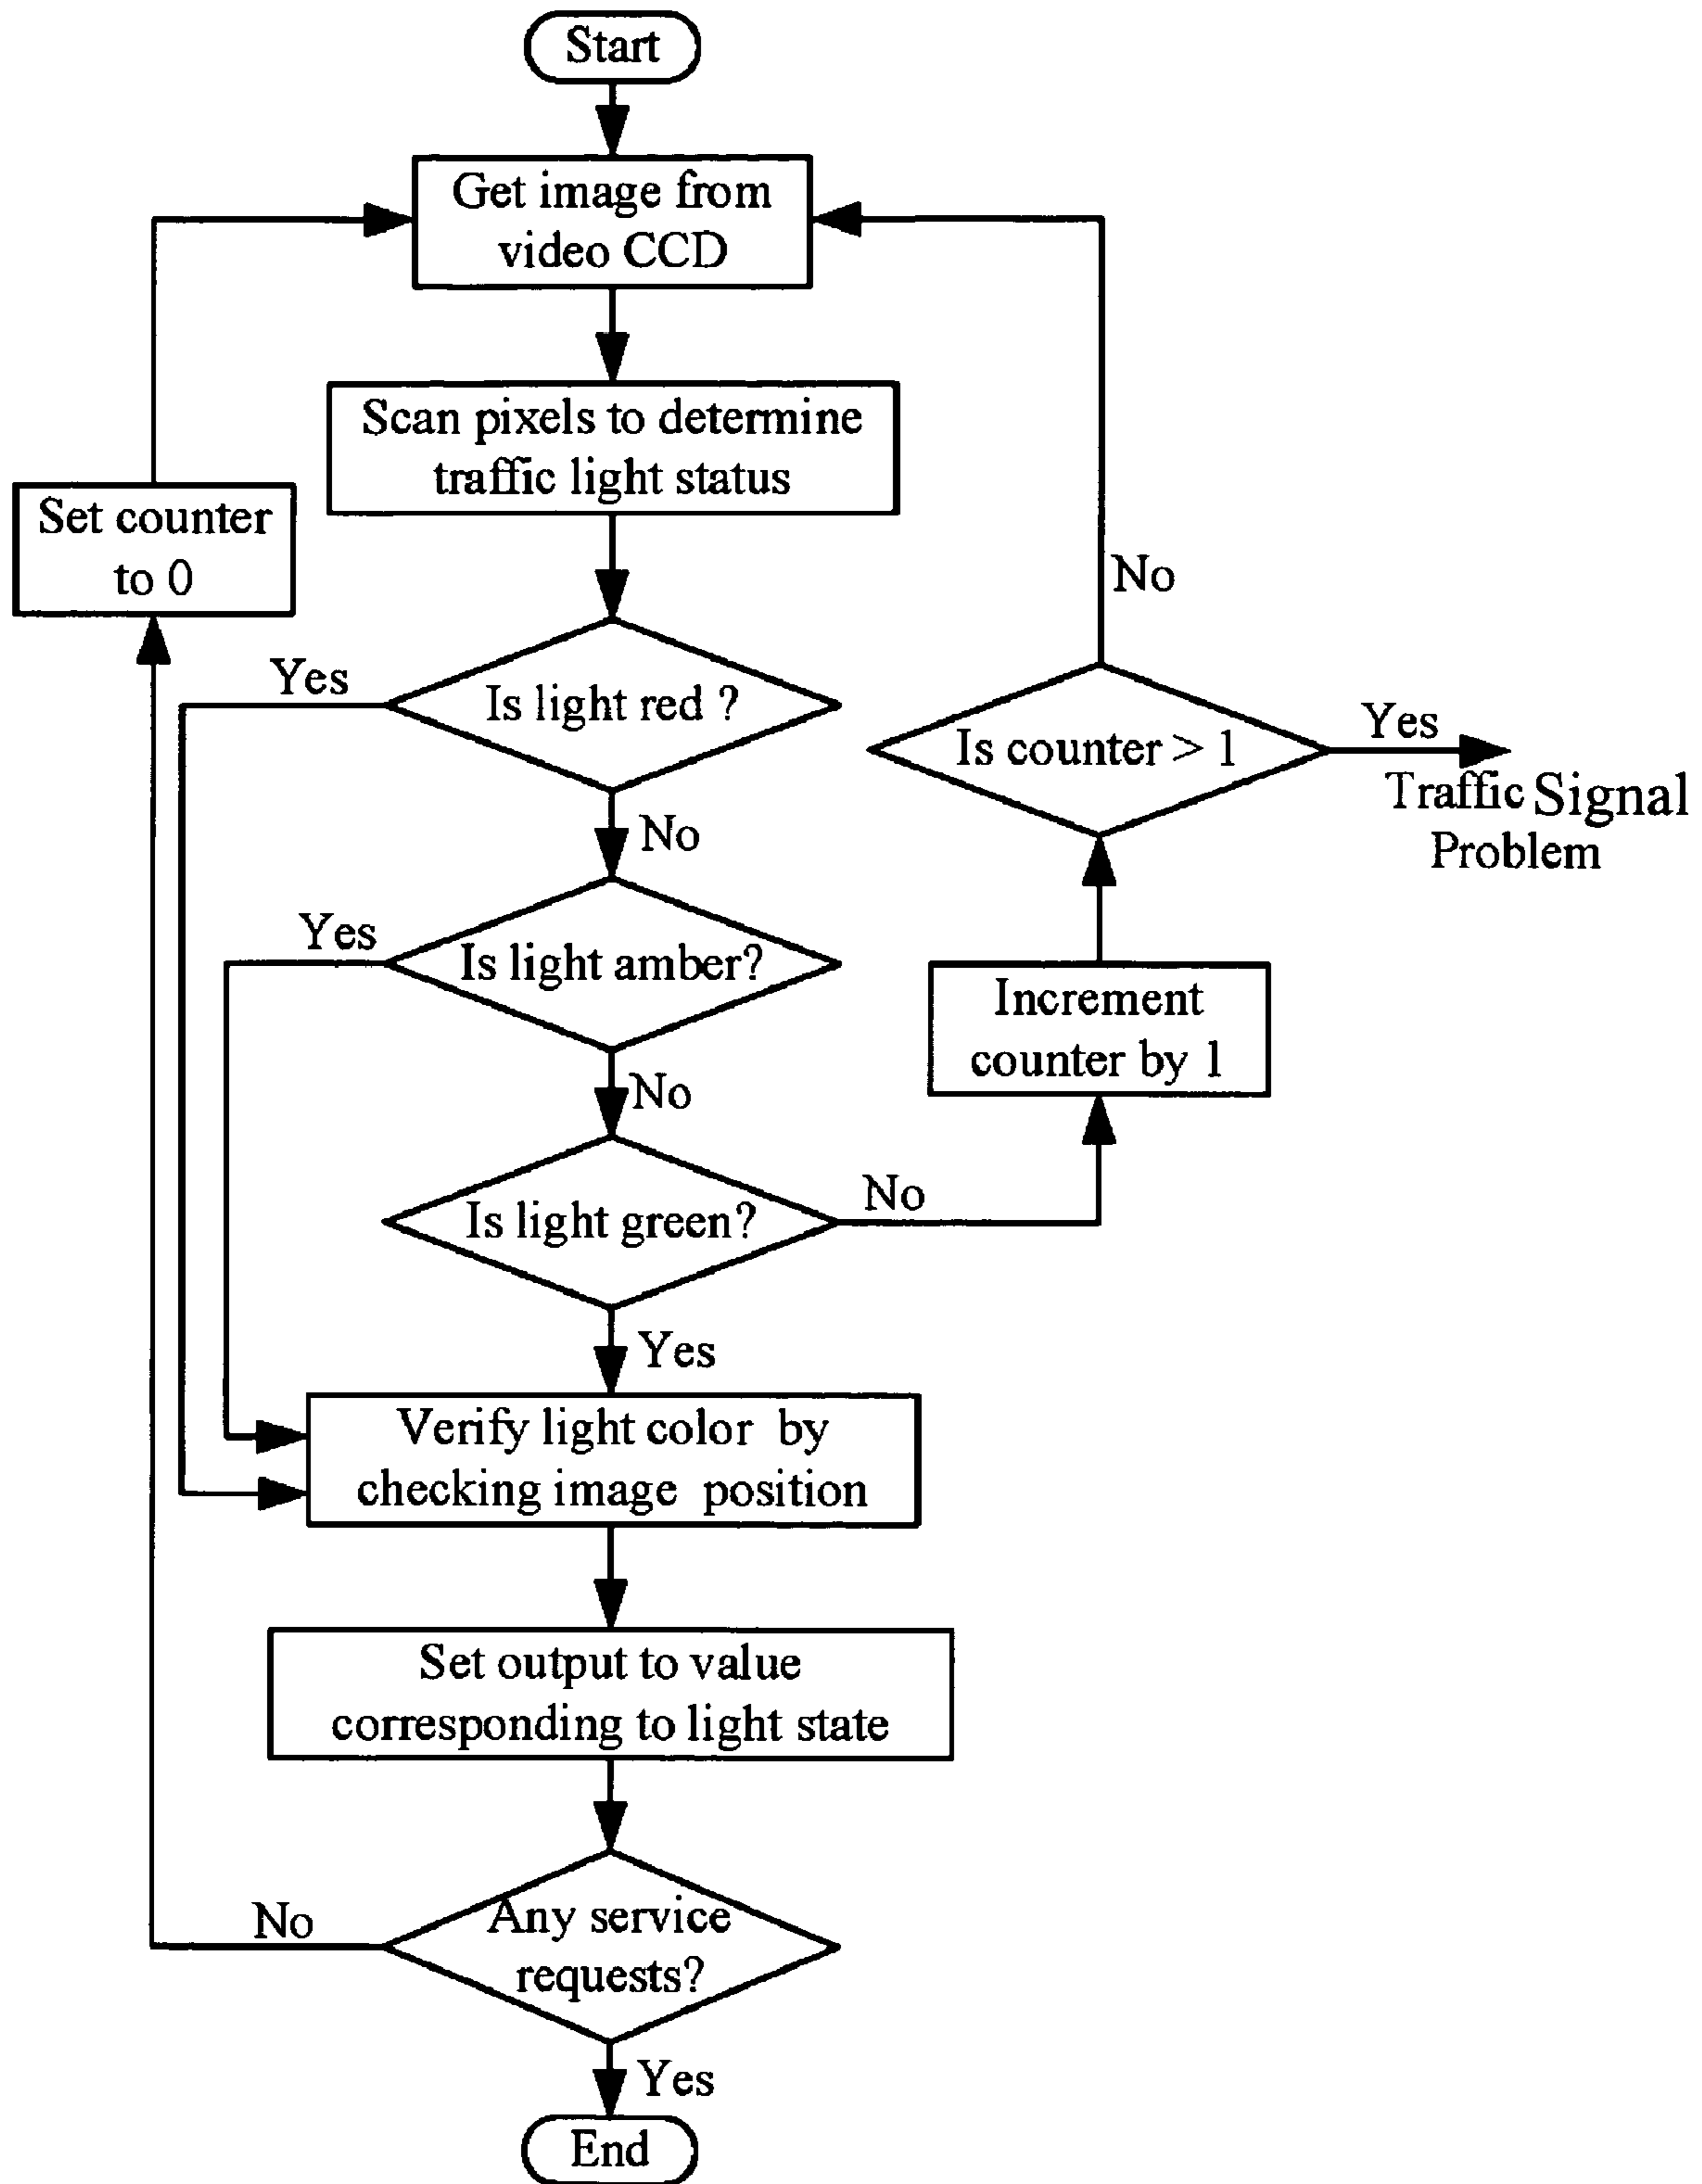 Start
Get image from
video CCD
Scan pixels to determine
traffic light status
Set counter
to 0
No
Yes
Is light red ?
Is counter > 1
Yes
Traffic Signal
Problem
No
Yes
Is light amber?
Increment
counter by 1
No
Is light green?
No
Yes
Verify light color by
checking image position
Set output to value
corresponding to light state
No
Any service
requests?
Yes
End